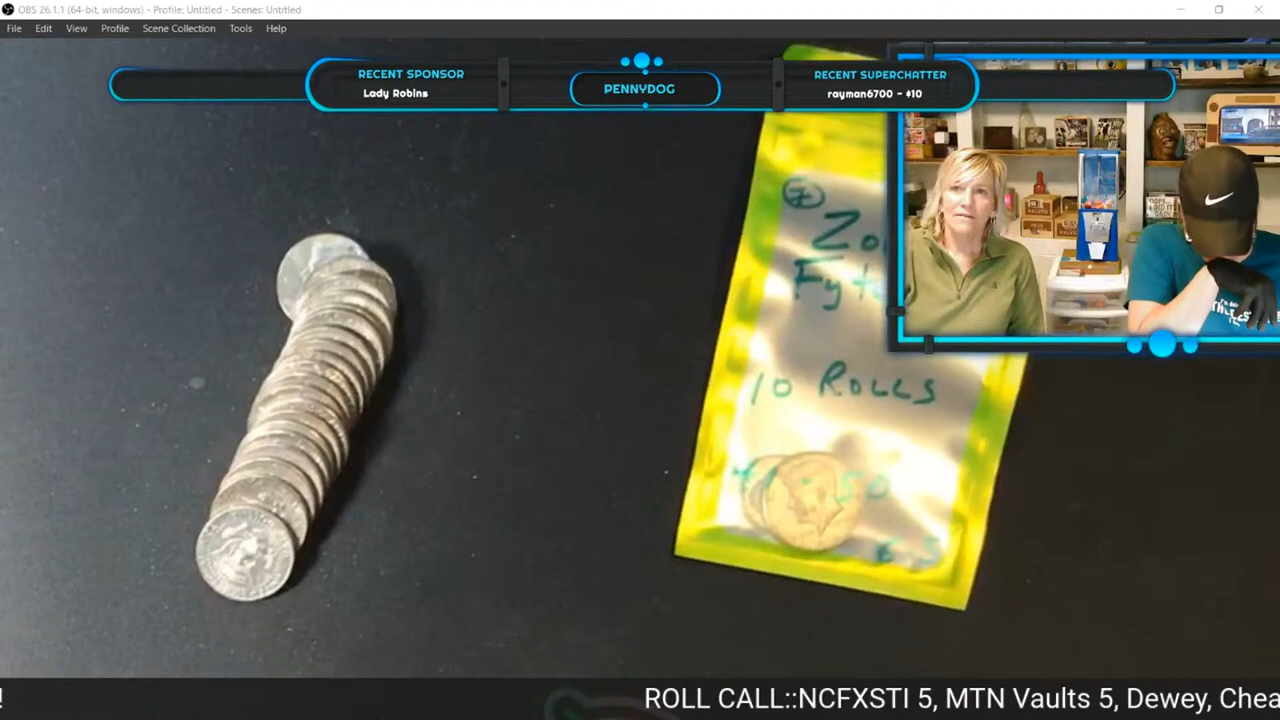 OBS 26.1.1 (64-bit, windows) - Profile: Untitled - Scenes: Untitled
File Edit View Profile Scene Collection Tools Help
RECENT SPONSOR
Lady Robins
PENNYDOG
RECENT SUPERCHATTER
rayman6700 - $10
10 ROLLS
50
ROLL CALL::NCFXSTI 5, MTN Vaults 5, Dewey, Chea